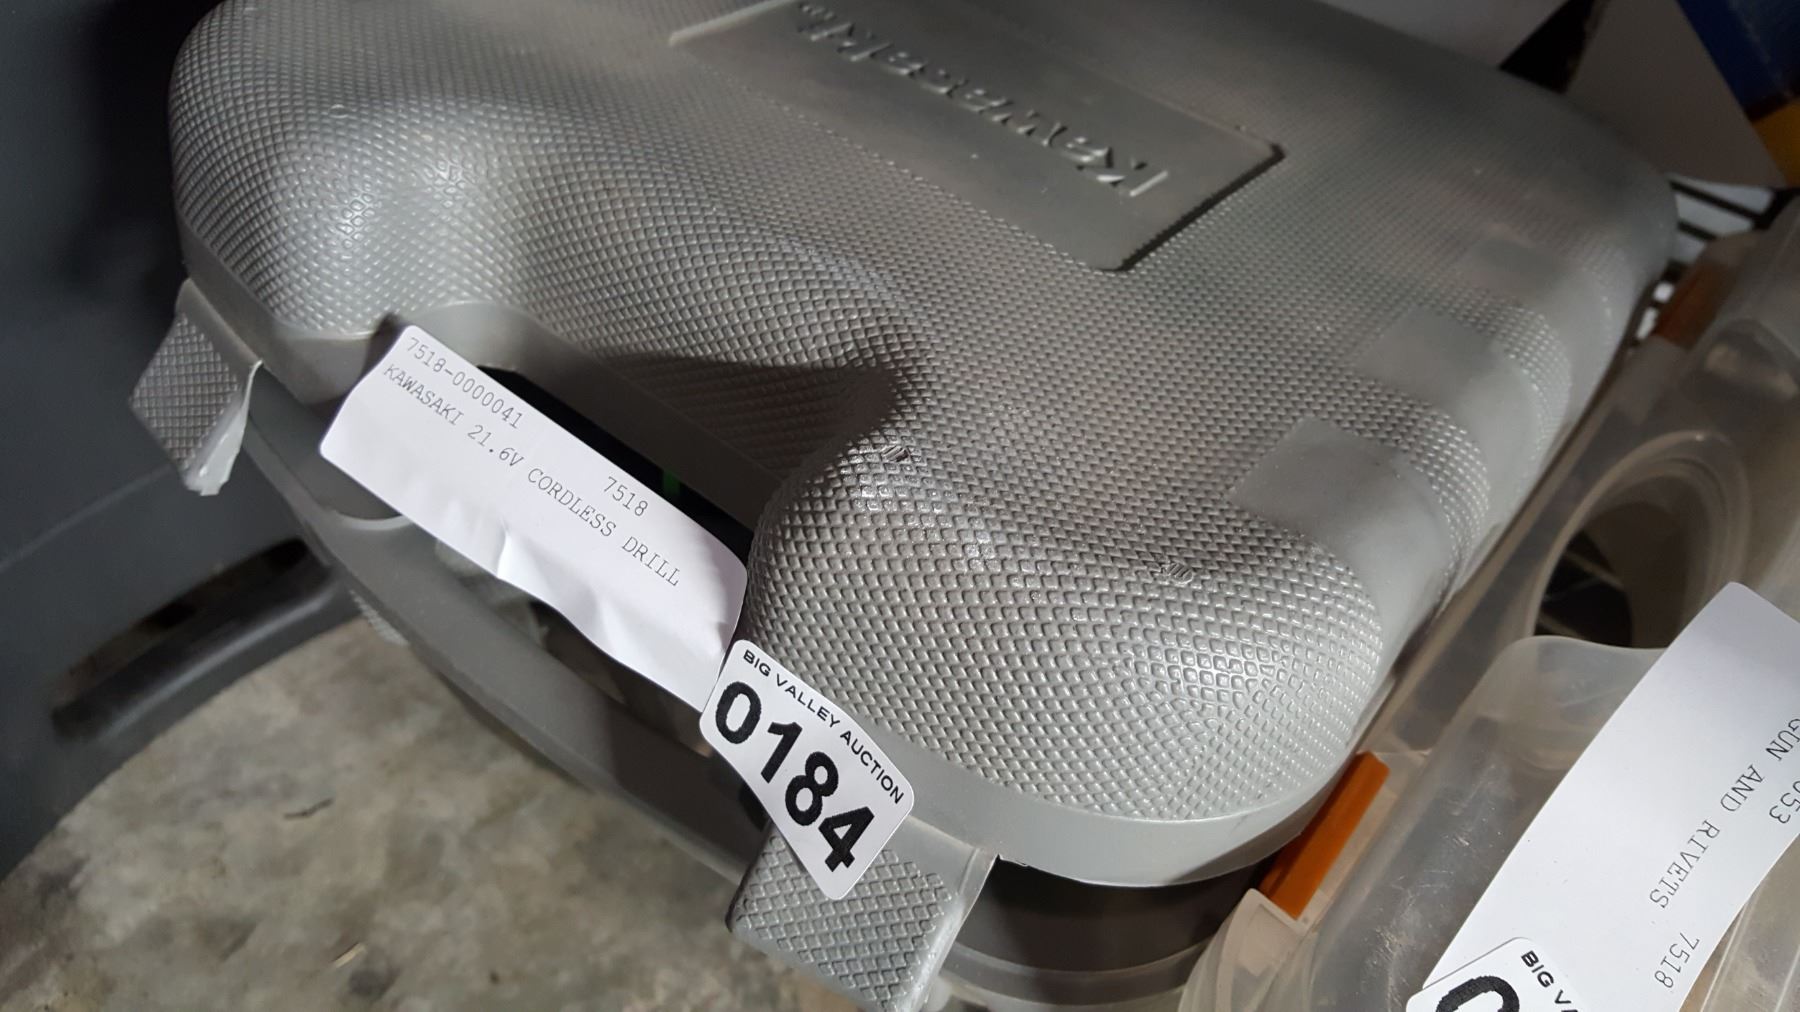 Kawasaki
7518-0000041 7518
KAWASAKI 21.6V CORDLESS DRILL
BIG VALLEY AUCTION
0184
053 7518
GUN AND RIVETS
BIG